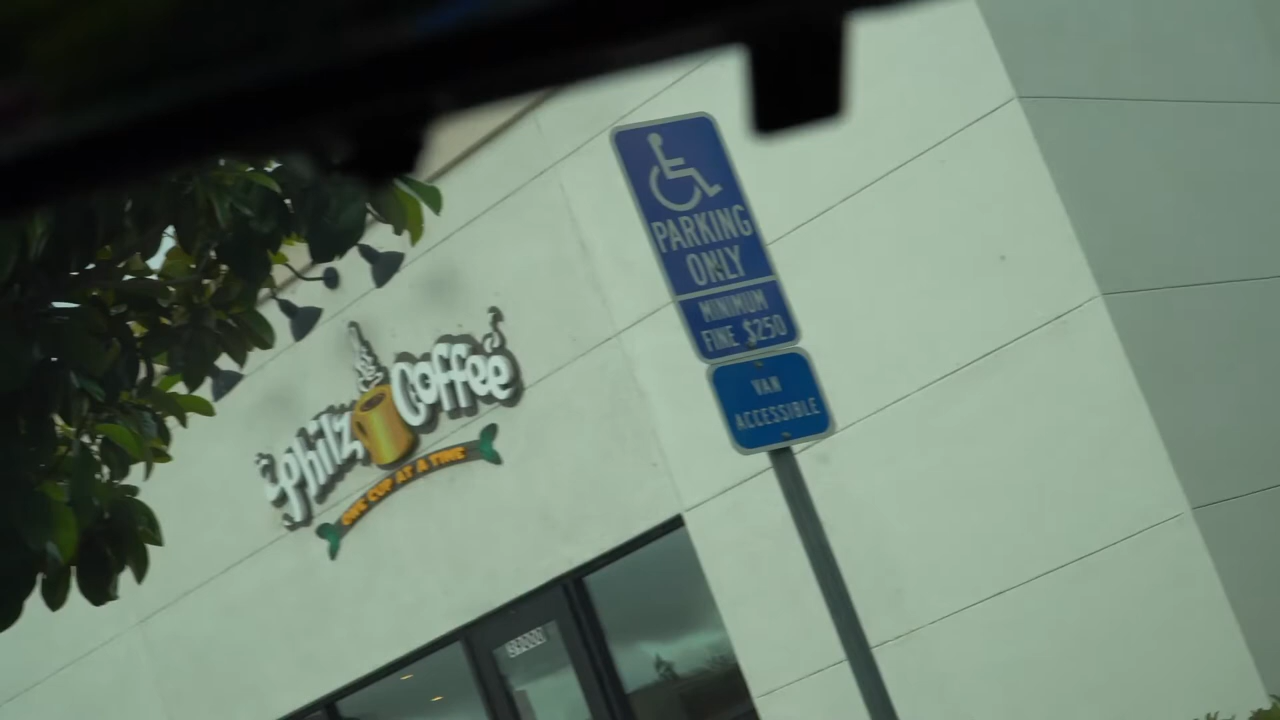 Philz Coffee
ONE CUP AT A TIME
PARKING
ONLY
MINIMUM
FINE $250
VAN
ACCESSIBLE